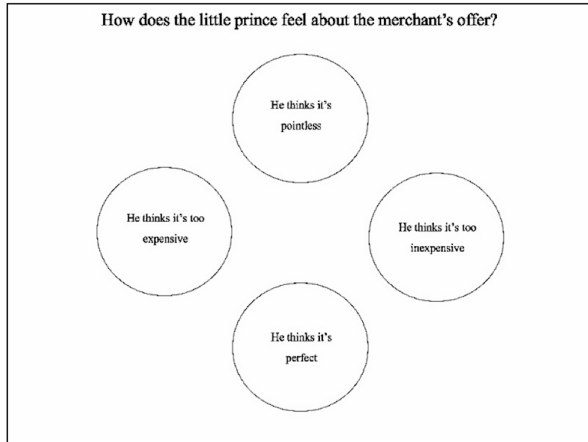 How does the little prince feel about the merchant's offer?
He thinks it's
pointless
He thinks it's too
expensive
He thinks it's too
inexpensive
He thinks it's
perfect